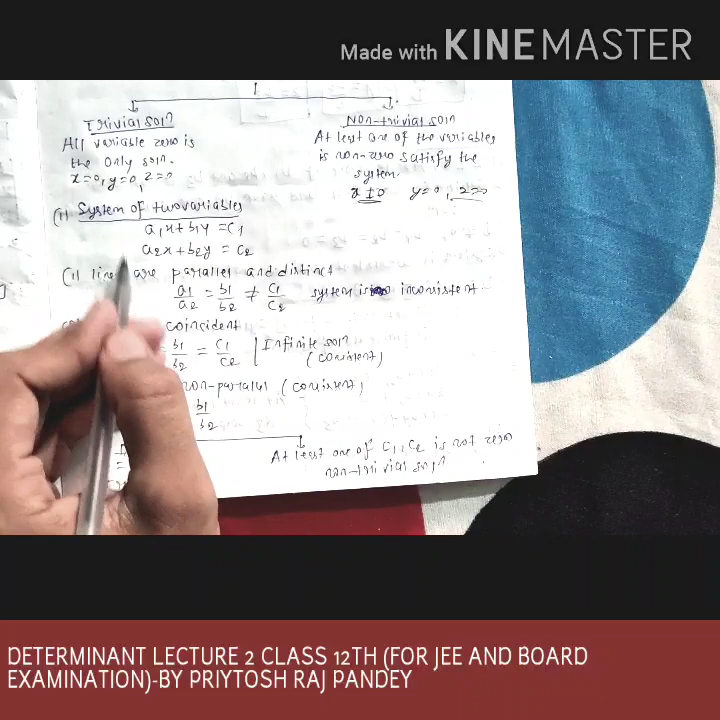 Made with KINEMASTER
Trivial soln
All variable zero is
the only soln.
x=0, y=0, z=0
Non-trivial soln
At least one of the variables
is non-zero satisfy the
system
x≠0 y=0, z=0
(1) System of two variables
a1x+b1y = c1
a2x+b2y = c2
(1) line are parallel and distinct
a1/a2 = b1/b2 ≠ c1/c2 system is inconsistent
coincident
b1/b2 = c1/c2 | Infinite soln
(consistent)
non-parallel (consistent)
b1/b2
At least one of c1, c2 is not zero
non-trivial soln
DETERMINANT LECTURE 2 CLASS 12TH (FOR JEE AND BOARD
EXAMINATION)-BY PRIYTOSH RAJ PANDEY